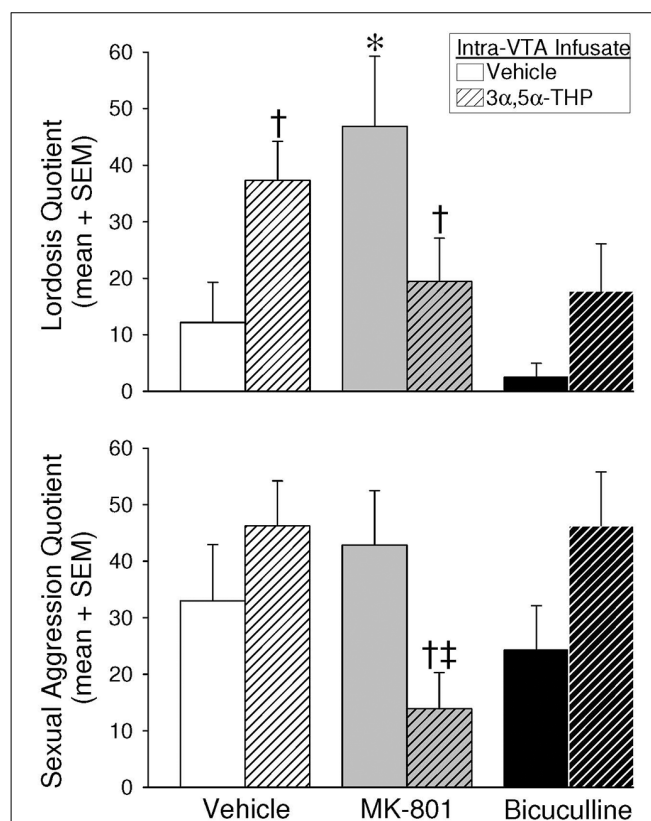 Intra-VTA Infusate
Vehicle
3α,5α-THP
Lordosis Quotient
(mean + SEM)
60
50
40
30
20
10
0
†
*
†
Sexual Aggression Quotient
(mean + SEM)
60
50
40
30
20
10
0
†‡
Vehicle MK-801 Bicuculline